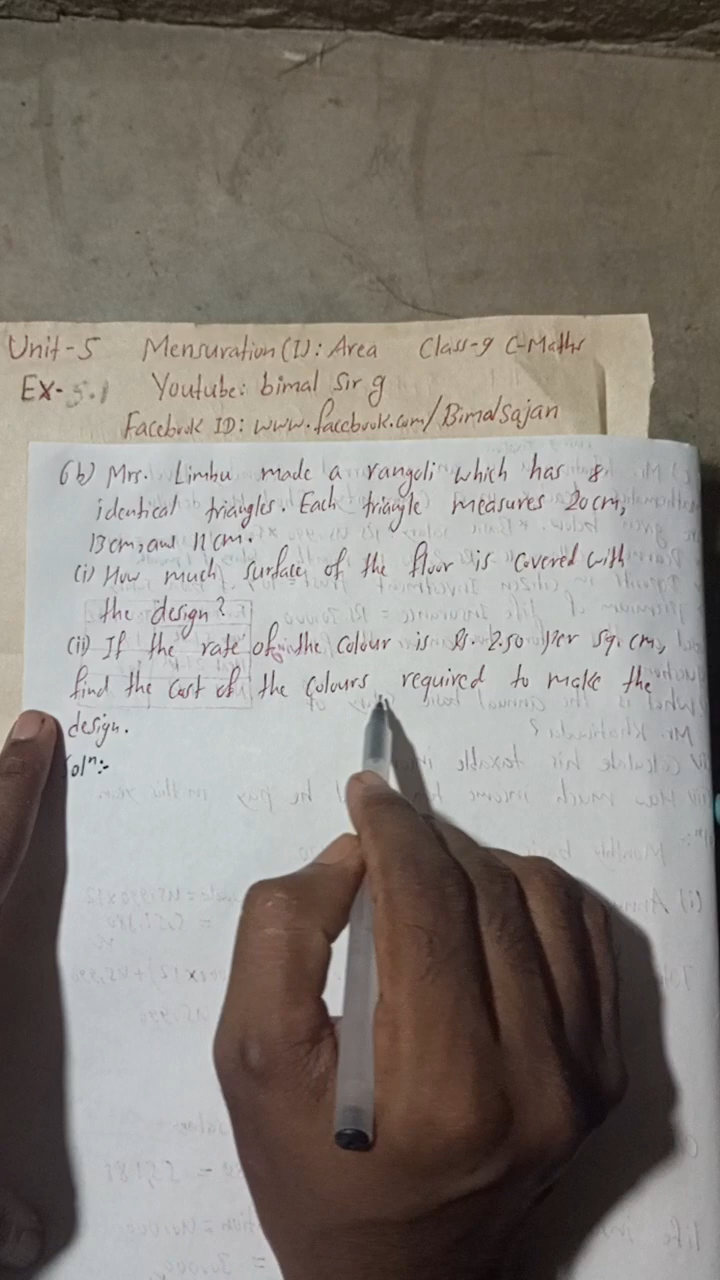 Unit-5 Mensuration (I): Area Class-9 C-Maths
Ex-5.1 Youtube: bimal sir g
Facebook ID: www.facebook.com/BimalSajan
6b) Mrs. Limbu made a rangoli which has 8
identical triangles. Each triangle measures 20cm,
13cm, and 11cm.
(i) How much surface of the floor is covered with
the design?
(ii) If the rate of the colour is Rs. 2.50 per sq. cm,
find the cost of the colours required to make the
design.
Solⁿ:-